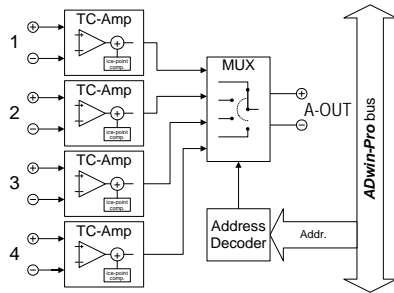 1
TC-Amp
ice-point
comp.
2
TC-Amp
ice-point
comp.
3
TC-Amp
ice-point
comp.
4
TC-Amp
ice-point
comp.
MUX
A-OUT
Address
Decoder
Addr.
ADwin-Pro bus